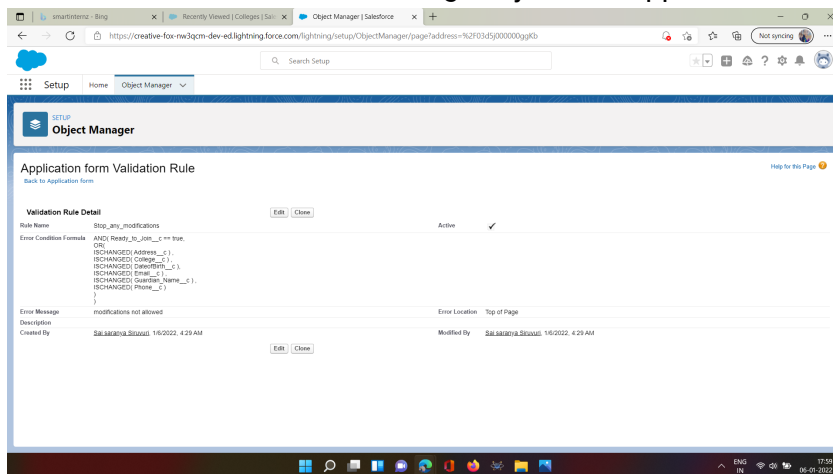 smartinternz - Bing
Recently Viewed | Colleges | Sale
Object Manager | Salesforce
https://creative-fox-nw3qcm-dev-ed.lightning.force.com/lightning/setup/ObjectManager/page?address=%2F03d5j000000ggKb
Not syncing
Search Setup
Setup Home Object Manager
SETUP
Object Manager
Application form Validation Rule
Help for this Page
Back to Application form
Validation Rule Detail
Edit Clone
Rule Name Stop_any_modifications Active
Error Condition Formula AND( Ready_to_Join__c == true,
OR(
ISCHANGED( Address__c ) ,
ISCHANGED( College__c ) ,
ISCHANGED( DateofBirth__c ),
ISCHANGED( Email__c ) ,
ISCHANGED( Guardian_Name__c ) ,
ISCHANGED( Phone__c )
)
)
Error Message modifications not allowed Error Location Top of Page
Description
Created By Sai saranya Siruvuri, 1/6/2022, 4:29 AM Modified By Sai saranya Siruvuri, 1/6/2022, 4:29 AM
Edit Clone
ENG
IN
17:59
06-01-2022